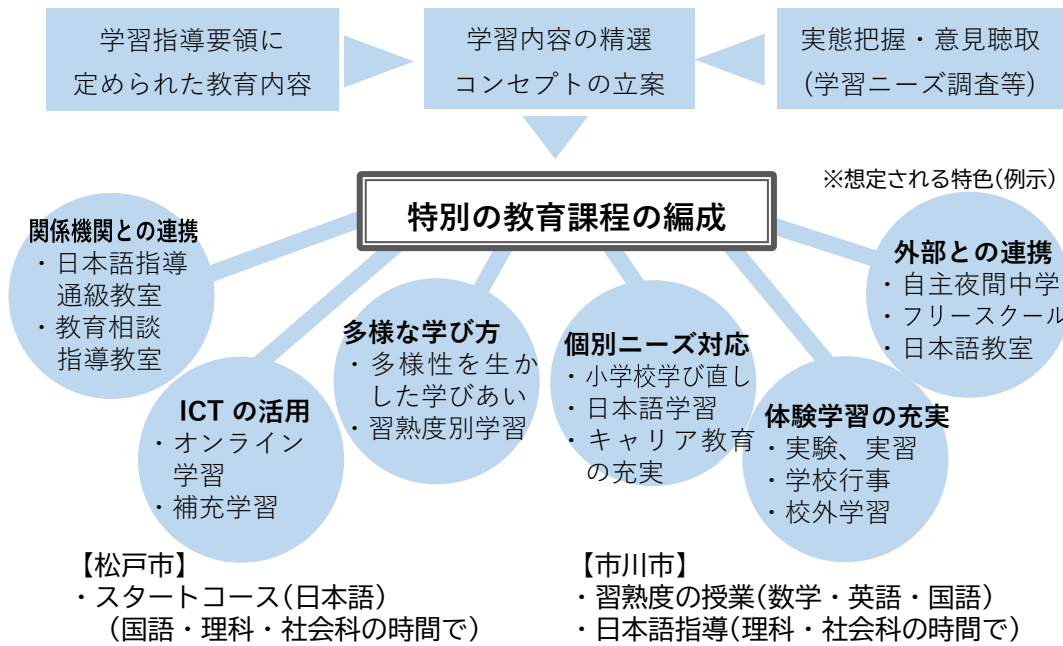 学習指導要領に
定められた教育内容
学習内容の精選
コンセプトの立案
実態把握・意見聴取
(学習ニーズ調査等)
※想定される特色(例示)
特別の教育課程の編成
関係機関との連携
・日本語指導
通級教室
・教育相談
指導教室
ICT の活用
・オンライン
学習
・補充学習
多様な学び方
・多様性を生か
した学びあい
・習熟度別学習
個別ニーズ対応
・小学校学び直し
・日本語学習
・キャリア教育
の充実
体験学習の充実
・実験、実習
・学校行事
・校外学習
外部との連携
・自主夜間中学
・フリースクール
・日本語教室
【松戸市】
・スタートコース(日本語)
(国語・理科・社会科の時間で)
【市川市】
・習熟度の授業(数学・英語・国語)
・日本語指導(理科・社会科の時間で)